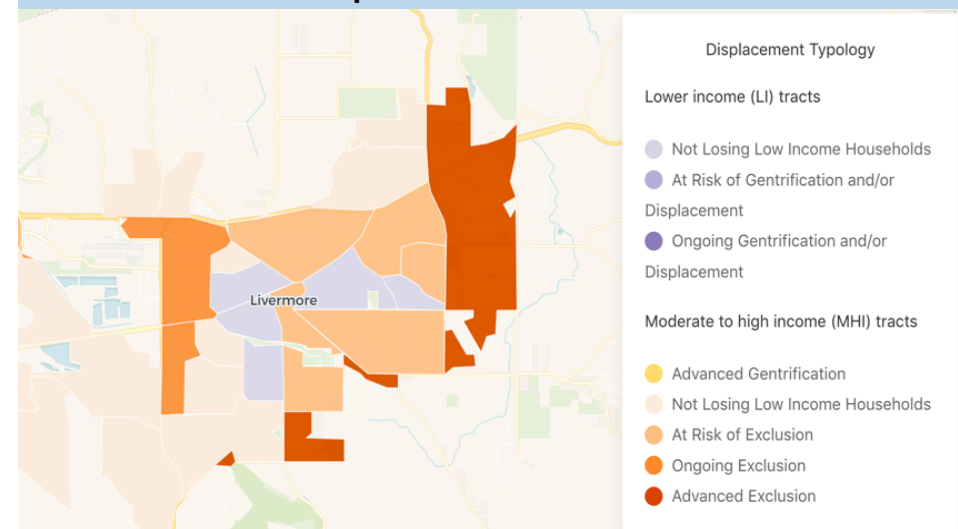 Displacement Typology
Lower income (LI) tracts
Not Losing Low Income Households
At Risk of Gentrification and/or
Displacement
Ongoing Gentrification and/or
Displacement
Livermore
Moderate to high income (MHI) tracts
Advanced Gentrification
Not Losing Low Income Households
At Risk of Exclusion
Ongoing Exclusion
Advanced Exclusion